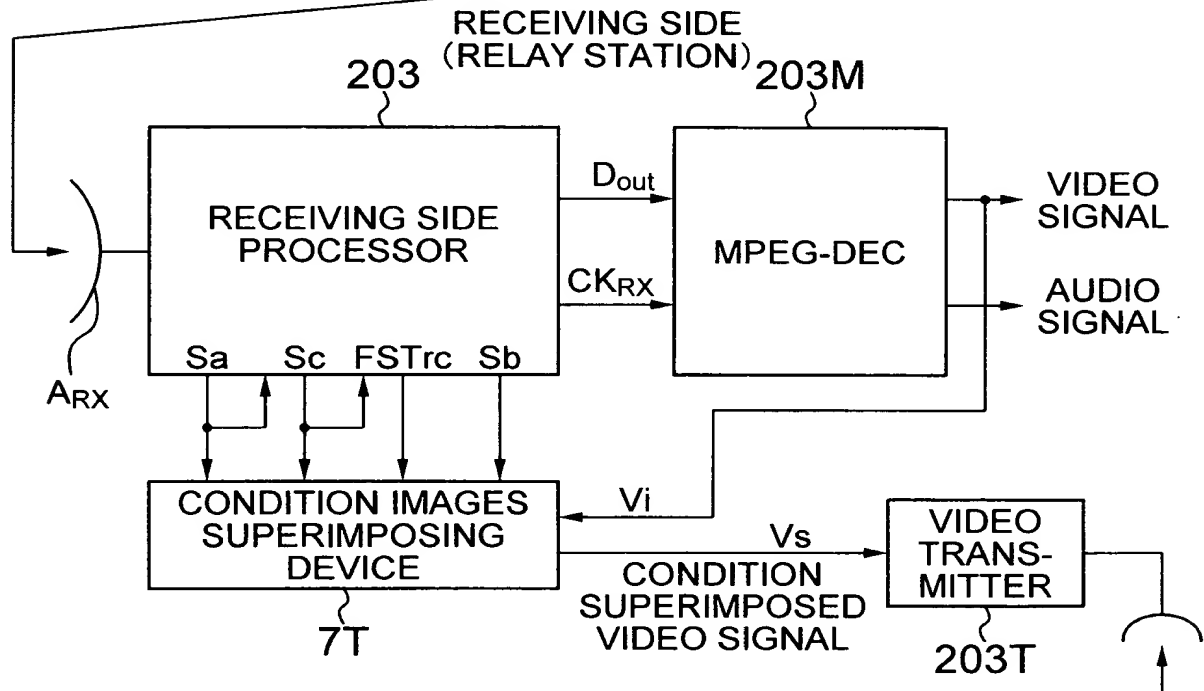 RECEIVING SIDE
(RELAY STATION)
203
203M
RECEIVING SIDE
PROCESSOR
Dout
CKRX
MPEG-DEC
VIDEO
SIGNAL
AUDIO
SIGNAL
Sa
Sc
FSTrc
Sb
ARX
CONDITION IMAGES
SUPERIMPOSING
DEVICE
Vi
Vs
VIDEO
TRANS-
MITTER
CONDITION
SUPERIMPOSED
VIDEO SIGNAL
7T
203T